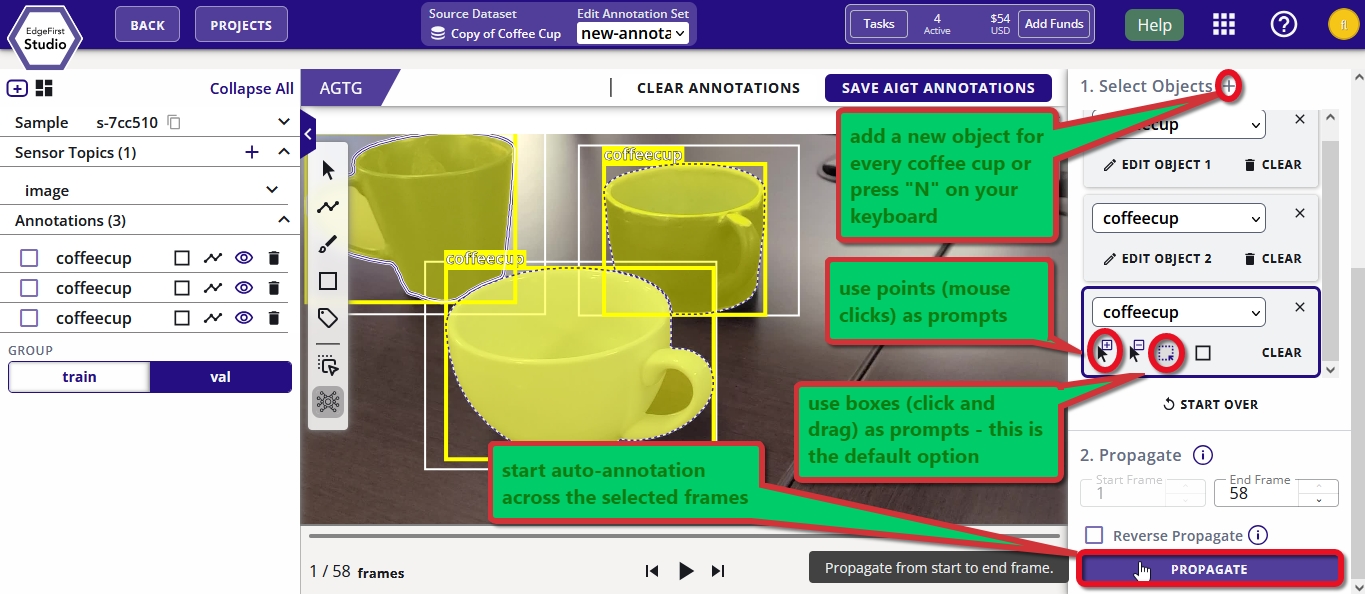 EdgeFirst
Studio
BACK
PROJECTS
Source Dataset
Copy of Coffee Cup
Edit Annotation Set
new-annota
Tasks
4
Active
$54
USD
Add Funds
Help
fl
Collapse All
Sample s-7cc510
Sensor Topics (1)
image
Annotations (3)
coffeecup
coffeecup
coffeecup
GROUP
train
val
AGTG
CLEAR ANNOTATIONS
SAVE AIGT ANNOTATIONS
coffeecup
coffeecup
add a new object for
every coffee cup or
press "N" on your
keyboard
use points (mouse
clicks) as prompts
use boxes (click and
drag) as prompts - this is
the default option
start auto-annotation
across the selected frames
1 / 58 frames
Propagate from start to end frame.
1. Select Objects
EDIT OBJECT 1
CLEAR
coffeecup
EDIT OBJECT 2
CLEAR
coffeecup
CLEAR
START OVER
2. Propagate
Start Frame
1
End Frame
58
Reverse Propagate
PROPAGATE